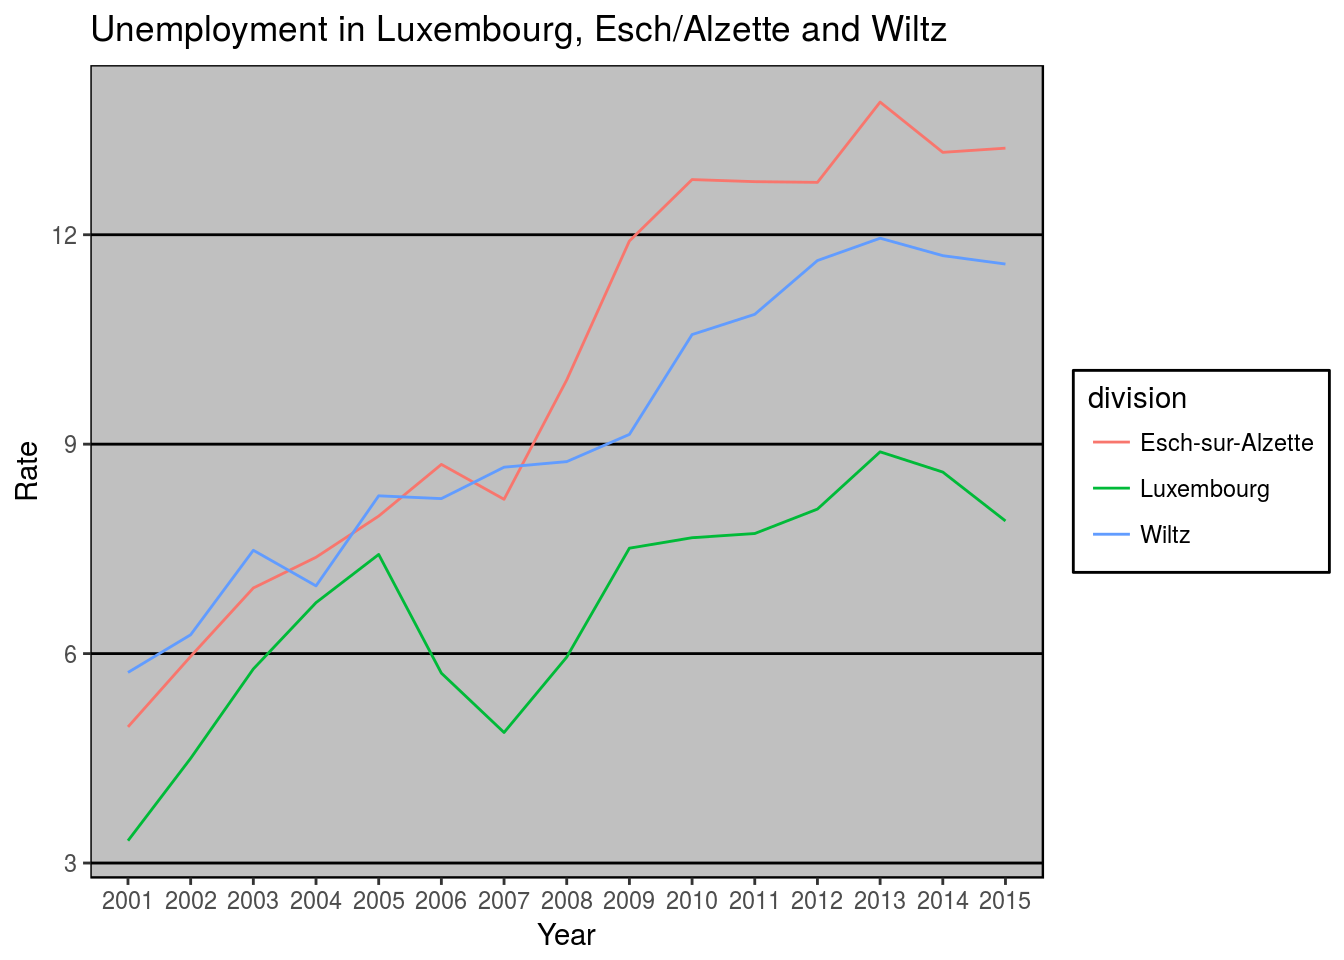 Unemployment in Luxembourg, Esch/Alzette and Wiltz
12
9
6
3
Rate
2001 2002 2003 2004 2005 2006 2007 2008 2009 2010 2011 2012 2013 2014 2015
Year
division
Esch-sur-Alzette
Luxembourg
Wiltz